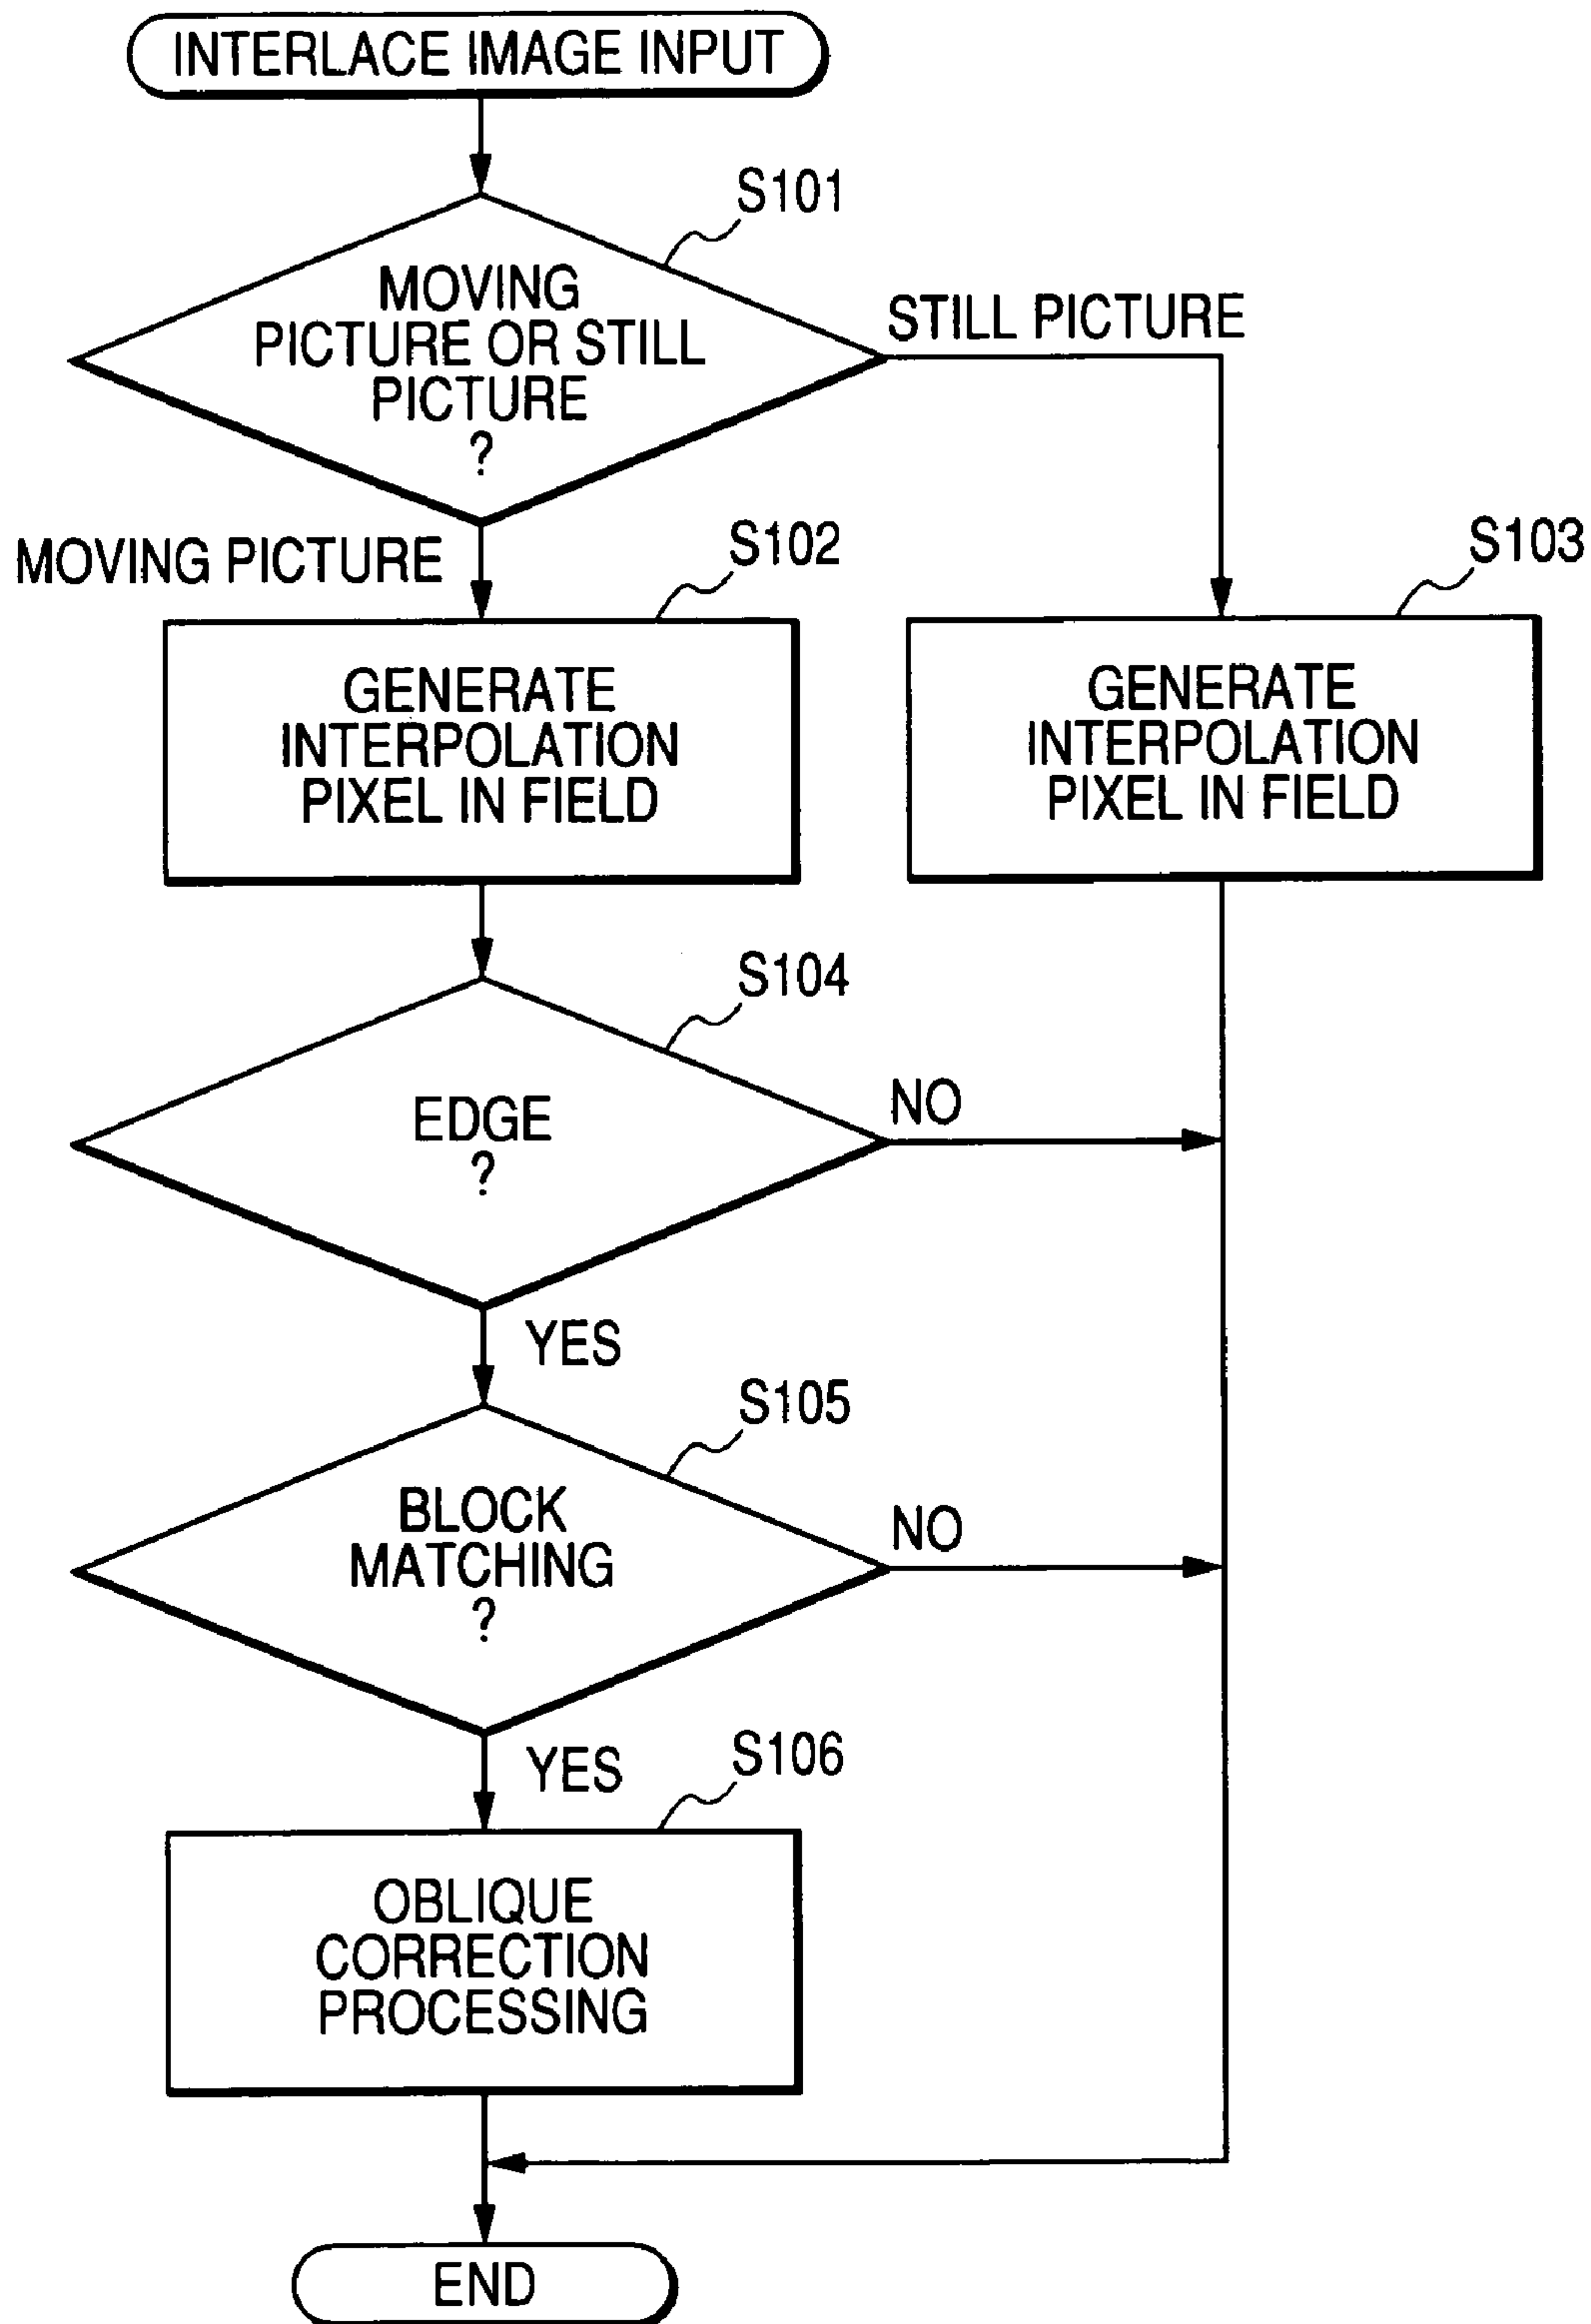 INTERLACE IMAGE INPUT
S101
MOVING
PICTURE OR STILL
PICTURE
?
STILL PICTURE
MOVING PICTURE
S102
S103
GENERATE
INTERPOLATION
PIXEL IN FIELD
GENERATE
INTERPOLATION
PIXEL IN FIELD
S104
EDGE
?
NO
YES
S105
BLOCK
MATCHING
?
NO
YES
S106
OBLIQUE
CORRECTION
PROCESSING
END